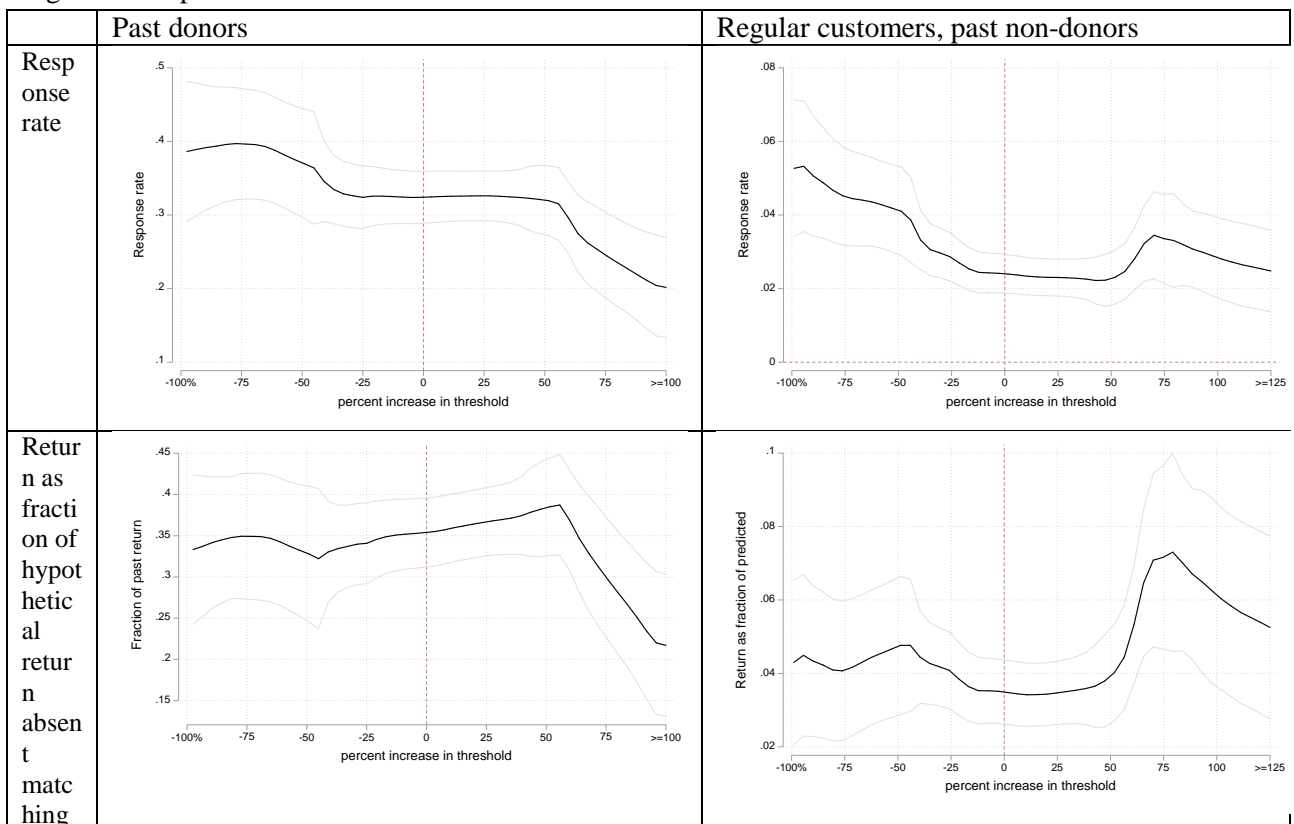 Past donors
Regular customers, past non-donors
Resp
onse
rate
.5
.4
.3
.2
.1
Response rate
-100% -75 -50 -25 0 25 50 75 >=100
percent increase in threshold
.08
.06
.04
.02
0
Response rate
-100% -75 -50 -25 0 25 50 75 100 >=125
percent increase in threshold
Retur
n as
fracti
on of
hypot
hetic
al
retur
n
absen
t
matc
hing
.45
.4
.35
.3
.25
.2
.15
Fraction of past return
-100% -75 -50 -25 0 25 50 75 >=100
percent increase in threshold
.1
.08
.06
.04
.02
Return as fraction of predicted
-100% -75 -50 -25 0 25 50 75 100 >=125
percent increase in threshold